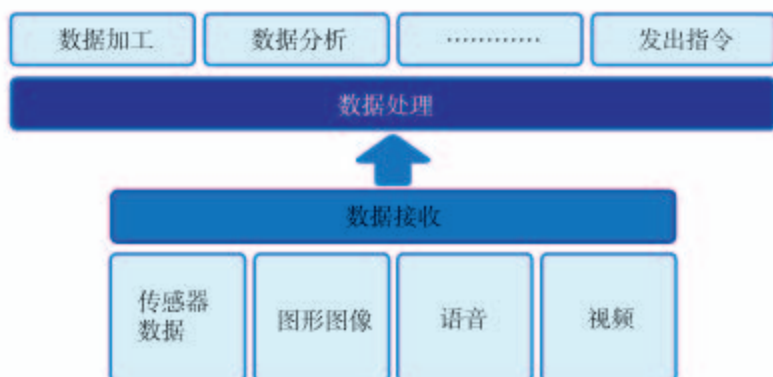 数据加工
数据分析
…………
发出指令
数据处理
数据接收
传感器
数据
图形图像
语音
视频